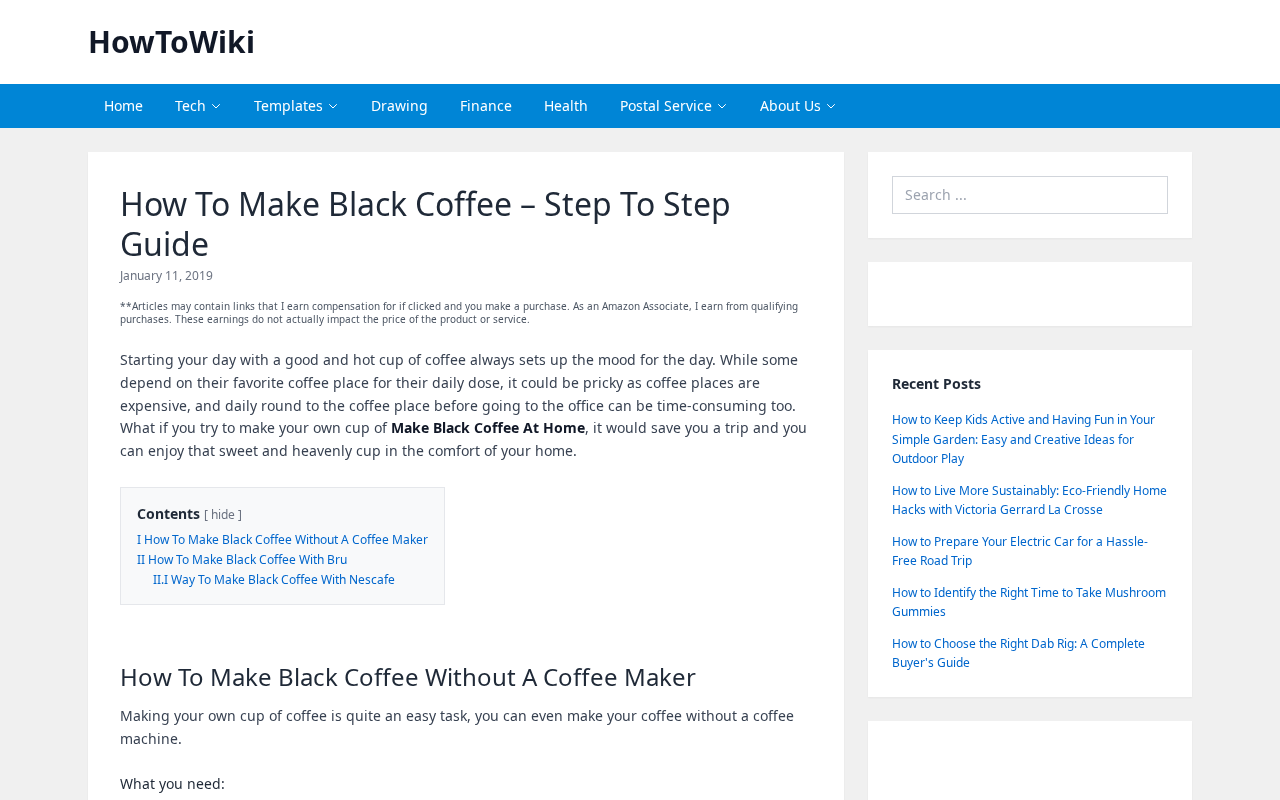 HowToWiki
Home Tech Templates Drawing Finance Health Postal Service About Us
How To Make Black Coffee – Step To Step
Guide
January 11, 2019
**Articles may contain links that I earn compensation for if clicked and you make a purchase. As an Amazon Associate, I earn from qualifying
purchases. These earnings do not actually impact the price of the product or service.
Starting your day with a good and hot cup of coffee always sets up the mood for the day. While some
depend on their favorite coffee place for their daily dose, it could be pricky as coffee places are
expensive, and daily round to the coffee place before going to the office can be time-consuming too.
What if you try to make your own cup of Make Black Coffee At Home, it would save you a trip and you
can enjoy that sweet and heavenly cup in the comfort of your home.
Contents [ hide ]
I How To Make Black Coffee Without A Coffee Maker
II How To Make Black Coffee With Bru
II.I Way To Make Black Coffee With Nescafe
How To Make Black Coffee Without A Coffee Maker
Making your own cup of coffee is quite an easy task, you can even make your coffee without a coffee
machine.
What you need:
Search ...
Recent Posts
How to Keep Kids Active and Having Fun in Your
Simple Garden: Easy and Creative Ideas for
Outdoor Play
How to Live More Sustainably: Eco-Friendly Home
Hacks with Victoria Gerrard La Crosse
How to Prepare Your Electric Car for a Hassle-
Free Road Trip
How to Identify the Right Time to Take Mushroom
Gummies
How to Choose the Right Dab Rig: A Complete
Buyer's Guide